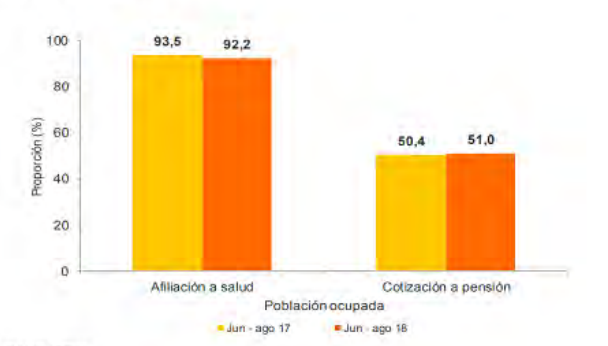 100
80
60
40
20
0
Proporción (%)
93,5
92,2
50,4
51,0
Afiliación a salud
Cotización a pensión
Población ocupada
Jun - ago 17
Jun - ago 18